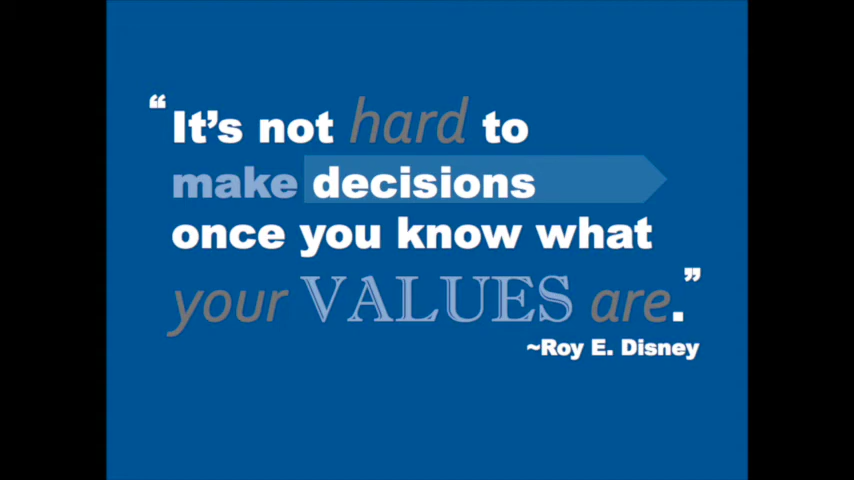 “It’s not hard to
make decisions
once you know what
your VALUES are.”
~Roy E. Disney